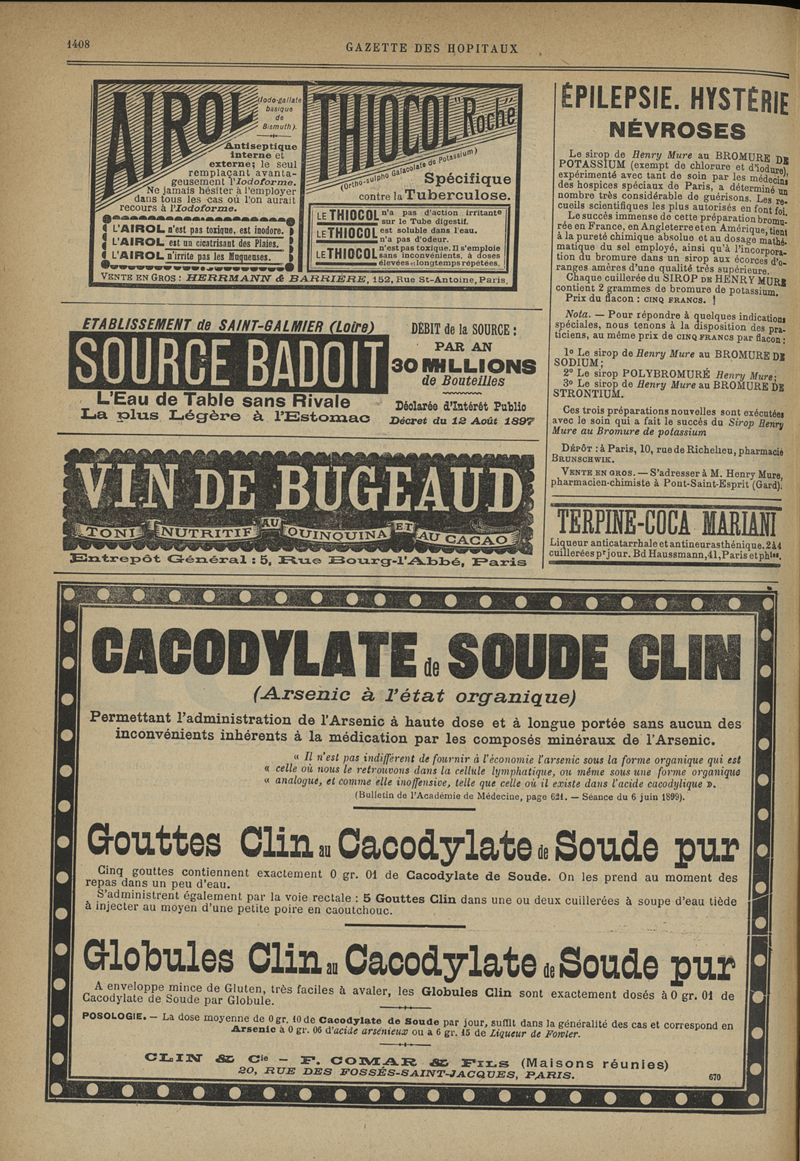 1408
GAZETTE DES HOPITAUX
AIROL
(Iodo-gallate
basique
de
Bismuth).
Antiseptique
interne et
externe; le seul
remplaçant avanta-
geusement l'Iodoforme.
Ne jamais hésiter à l'employer
dans tous les cas où l'on aurait
recours à l'Iodoforme.
L'AIROL n'est pas toxique, est inodore.
L'AIROL est un cicatrisant des Plaies.
L'AIROL n'irrite pas les Muqueuses.
THIOCOL "Roché"
(Ortho-sulpho Gaïacolate de Potassium)
Spécifique
contre la Tuberculose.
LE THIOCOL n'a pas d'action irritante
sur le Tube digestif.
LE THIOCOL est soluble dans l'eau.
n'a pas d'odeur.
LE THIOCOL n'est pas toxique. Il s'emploie
sans inconvénients, à doses
élevées et longtemps répétées.
VENTE EN GROS : HERRMANN & BARRIÈRE, 152, Rue St-Antoine, Paris.
ETABLISSEMENT de SAINT-GALMIER (Loire)
SOURCE BADOIT
L'Eau de Table sans Rivale
La plus Légère à l'Estomac
DÉBIT de la SOURCE :
PAR AN
30 MILLIONS
de Bouteilles
Déclarée d'Intérêt Public
Décret du 12 Août 1897
VIN DE BUGEAUD
TONI NUTRITIF AU QUINQUINA ET AU CACAO
Entrepôt Général : 5, Rue Bourg-l'Abbé, Paris
ÉPILEPSIE. HYSTÉRIE
NÉVROSES
Le sirop de Henry Mure au BROMURE DE
POTASSIUM (exempt de chlorure et d'iodure),
expérimenté avec tant de soin par les médecins
des hospices spéciaux de Paris, a déterminé un
nombre très considérable de guérisons. Les re-
cueils scientifiques les plus autorisés en font foi.
Le succès immense de cette préparation bromu-
rée en France, en Angleterre et en Amérique, tient
à la pureté chimique absolue et au dosage mathé-
matique du sel employé, ainsi qu'à l'incorpora-
tion du bromure dans un sirop aux écorces d'o-
ranges amères d'une qualité très supérieure.
Chaque cuillerée du SIROP DE HENRY MURE
contient 2 grammes de bromure de potassium.
Prix du flacon : CINQ FRANCS.
Nota. — Pour répondre à quelques indications
spéciales, nous tenons à la disposition des pra-
ticiens, au même prix de CINQ FRANCS par flacon :
1º Le sirop de Henry Mure au BROMURE DE
SODIUM;
2º Le sirop POLYBROMURÉ Henry Mure;
3º Le sirop de Henry Mure au BROMURE DE
STRONTIUM.
Ces trois préparations nouvelles sont exécutées
avec le soin qui a fait le succès du Sirop Henry
Mure au Bromure de potassium
DÉPÔT : à Paris, 10, rue de Richelieu, pharmacie
BRUNSCHWIK.
VENTE EN GROS. — S'adresser à M. Henry Mure,
pharmacien-chimiste à Pont-Saint-Esprit (Gard).
TERPINE-COCA MARIANI
Liqueur anticatarrhale et antineurasthénique. 2 à 4
cuillerées pr jour. Bd Haussmann, 41, Paris et phies.
CACODYLATE de SOUDE CLIN
(Arsenic à l'état organique)
Permettant l'administration de l'Arsenic à haute dose et à longue portée sans aucun des
inconvénients inhérents à la médication par les composés minéraux de l'Arsenic.
« Il n'est pas indifférent de fournir à l'économie l'arsenic sous la forme organique qui est
« celle où nous le retrouvons dans la cellule lymphatique, ou même sous une forme organique
« analogue, et comme elle inoffensive, telle que celle où il existe dans l'acide cacodylique ».
(Bulletin de l'Académie de Médecine, page 621. — Séance du 6 juin 1899).
Gouttes Clin au Cacodylate de Soude pur
Cinq gouttes contiennent exactement 0 gr. 01 de Cacodylate de Soude. On les prend au moment des
repas dans un peu d'eau.
S'administrent également par la voie rectale : 5 Gouttes Clin dans une ou deux cuillerées à soupe d'eau tiède
à injecter au moyen d'une petite poire en caoutchouc.
Globules Clin au Cacodylate de Soude pur
A enveloppe mince de Gluten, très faciles à avaler, les Globules Clin sont exactement dosés à 0 gr. 01 de
Cacodylate de Soude par Globule.
POSOLOGIE. — La dose moyenne de 0 gr. 10 de Cacodylate de Soude par jour, suffit dans la généralité des cas et correspond en
Arsenic à 0 gr. 06 d'acide arsénieux ou a 6 gr. 15 de Liqueur de Fowler.
CLIN & Cie — F. COMAR & FILS (Maisons réunies)
20, RUE DES FOSSÉS-SAINT-JACQUES, PARIS.
670